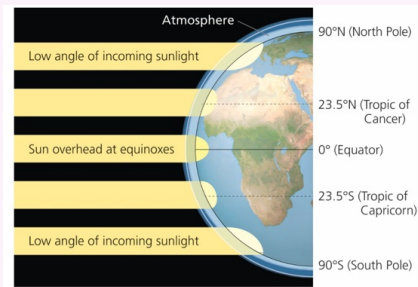 Atmosphere
90°N (North Pole)
Low angle of incoming sunlight
23.5°N (Tropic of
Cancer)
Sun overhead at equinoxes
0° (Equator)
23.5°S (Tropic of
Capricorn)
Low angle of incoming sunlight
90°S (South Pole)